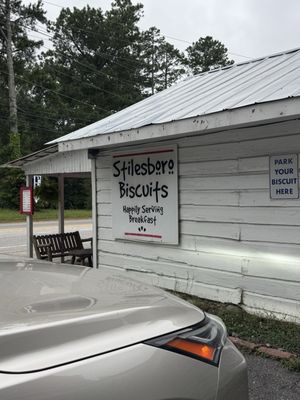 Stilesboro
Biscuits
Happily Serving
Breakfast
PARK
YOUR
BISCUIT
HERE